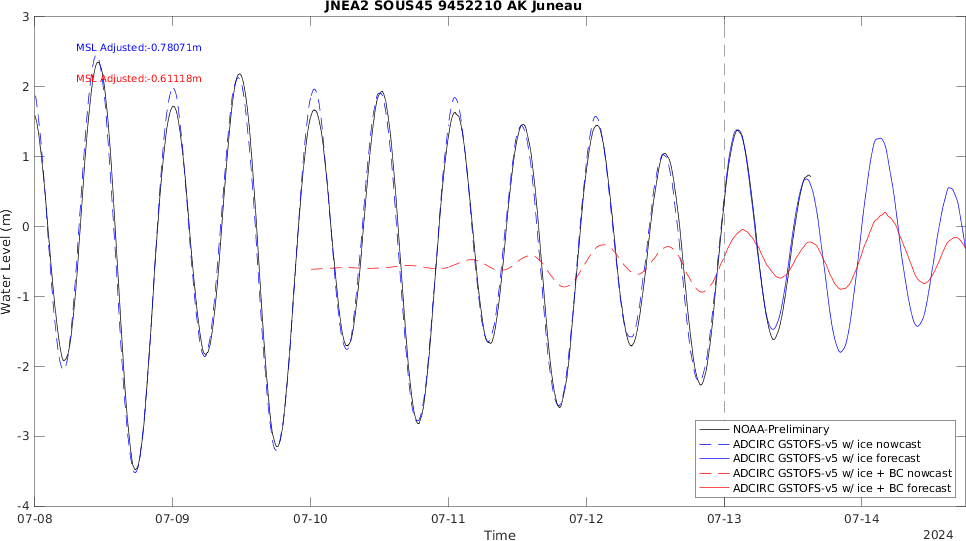 JNEA2 SOUS45 9452210 AK Juneau
3
2
1
0
-1
-2
-3
-4
Water Level (m)
MSL Adjusted:-0.78071m
MSL Adjusted:-0.61118m
NOAA-Preliminary
ADCIRC GSTOFS-v5 w/ ice nowcast
ADCIRC GSTOFS-v5 w/ ice forecast
ADCIRC GSTOFS-v5 w/ ice + BC nowcast
ADCIRC GSTOFS-v5 w/ ice + BC forecast
07-08 07-09 07-10 07-11 07-12 07-13 07-14
Time
2024